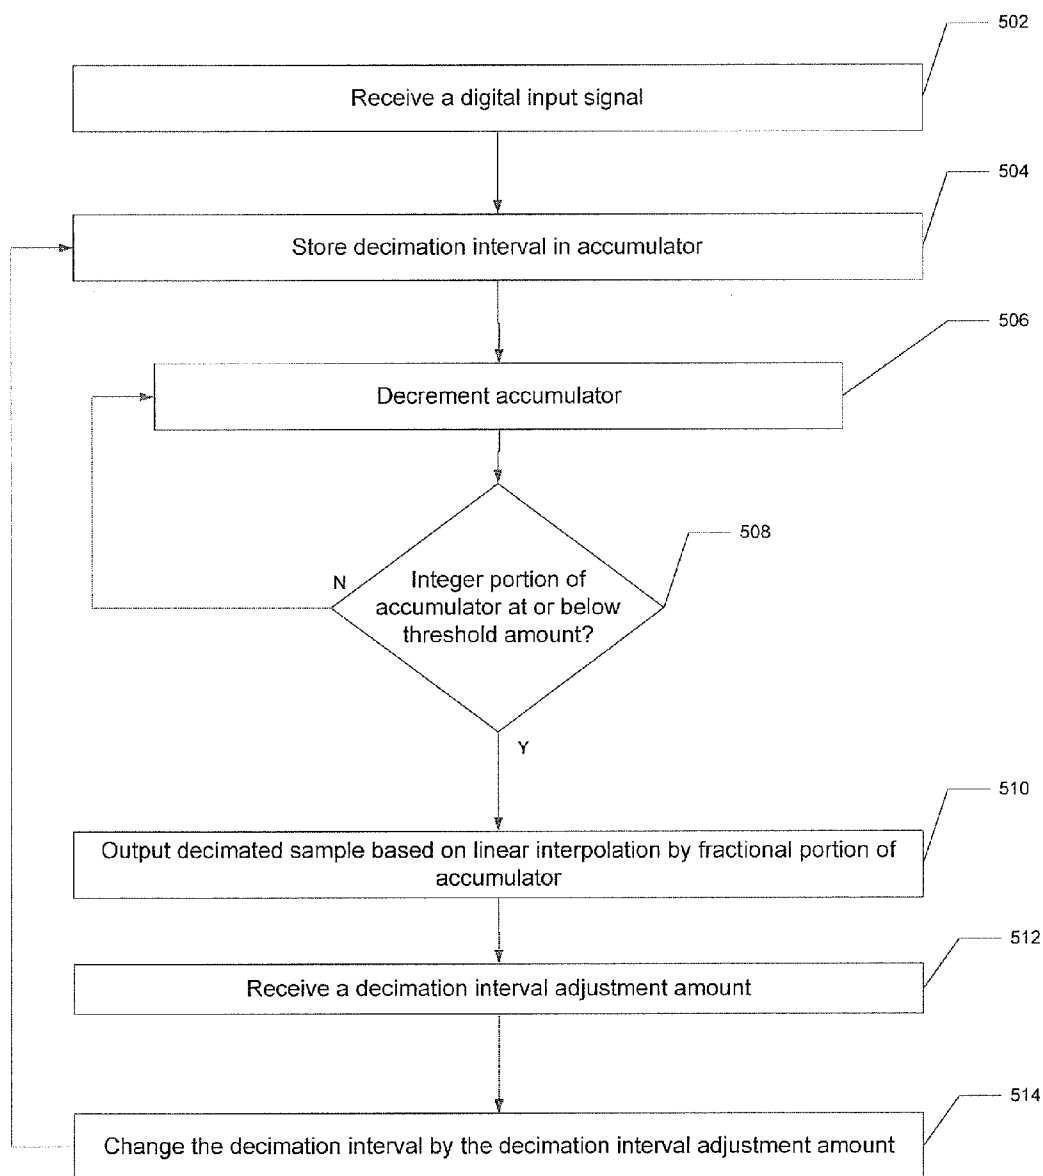 502
Receive a digital input signal
504
Store decimation interval in accumulator
506
Decrement accumulator
508
N
Integer portion of
accumulator at or below
threshold amount?
Y
510
Output decimated sample based on linear interpolation by fractional portion of
accumulator
512
Receive a decimation interval adjustment amount
514
Change the decimation interval by the decimation interval adjustment amount